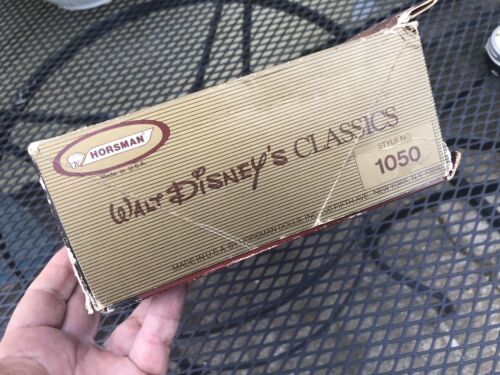 HORSMAN
Made in U.S.A.
WALT DISNEY'S CLASSICS
STYLE NO.
1050
MADE IN U.S.A. BY HORSMAN DOLLS, INC. FIFTH AVE. NEW YORK, N.Y.